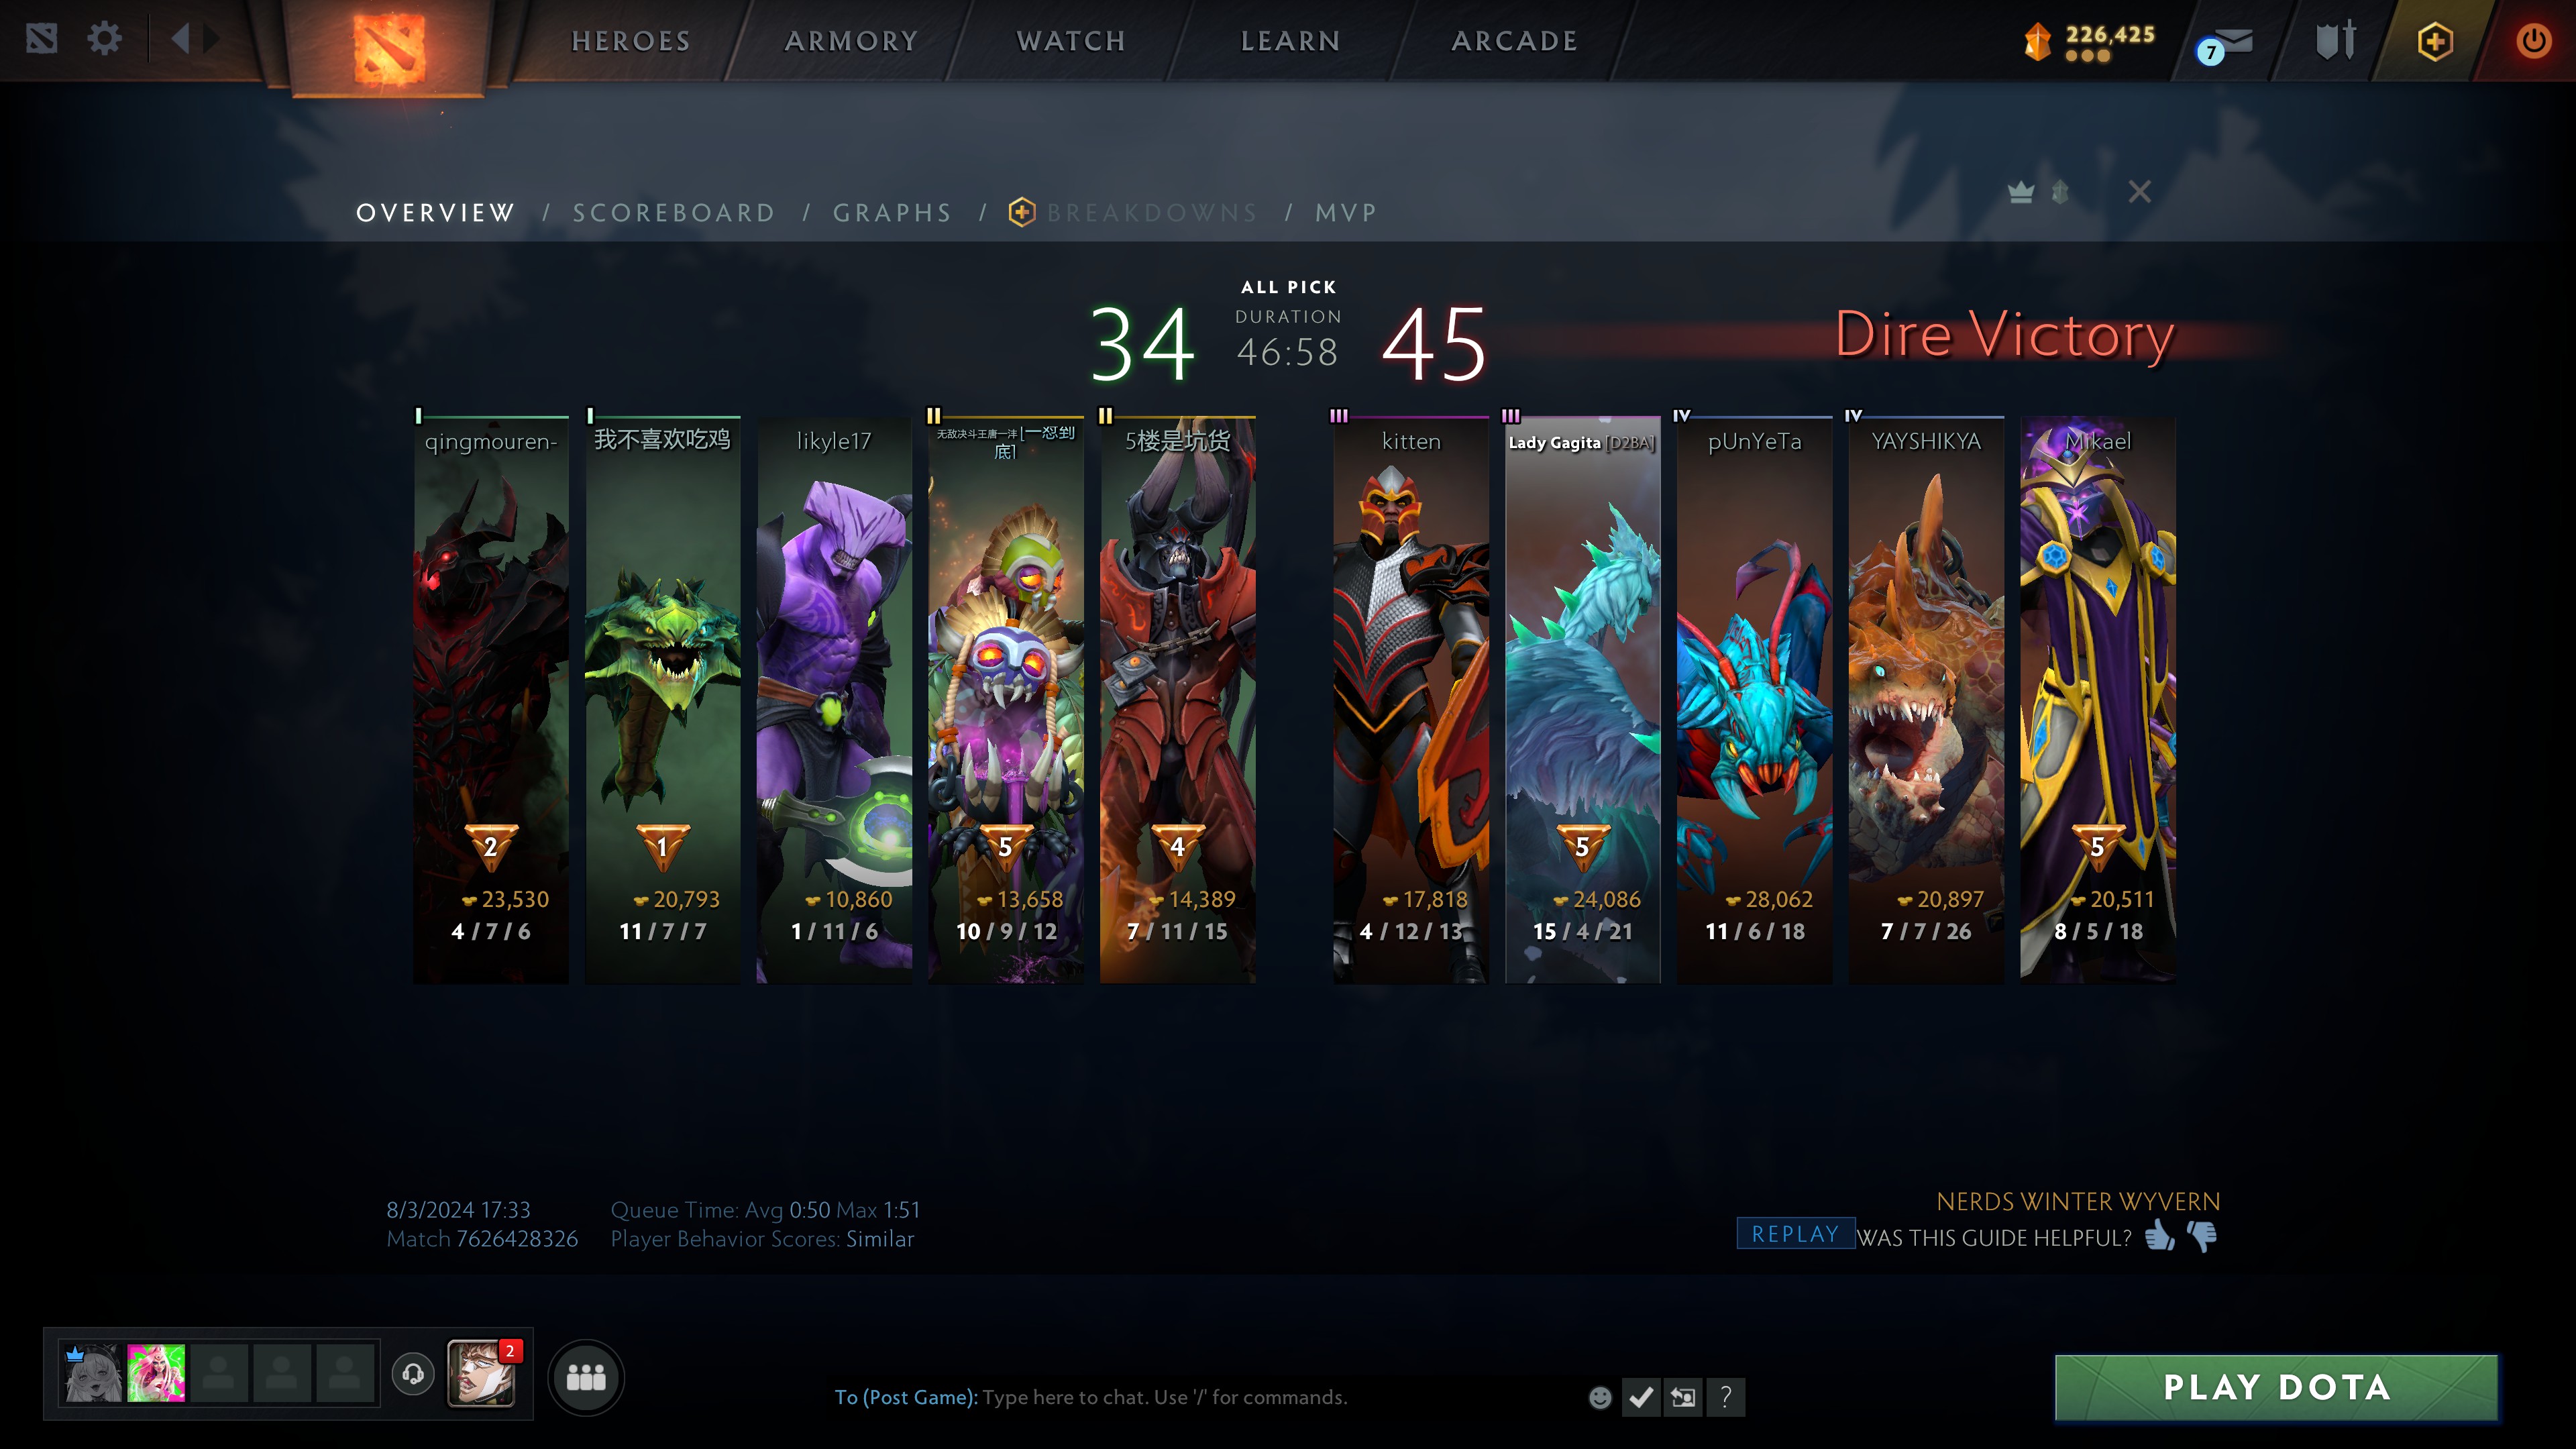 HEROES ARMORY WATCH LEARN ARCADE 226,425 7
OVERVIEW / SCOREBOARD / GRAPHS / BREAKDOWNS / MVP
ALL PICK
34 DURATION 45 Dire Victory
46:58
I I II II III III IV IV
qingmouren- 我不喜欢吃鸡 likyle17 无敌决斗王唐一沣 [一怒到底] 5楼是坑货 kitten Lady Gagita [D2BA] pUnYeTa YAYSHIKYA Mikael
2 1 5 4 5 5
23,530 20,793 10,860 13,658 14,389 17,818 24,086 28,062 20,897 20,511
4 / 7 / 6 11 / 7 / 7 1 / 11 / 6 10 / 9 / 12 7 / 11 / 15 4 / 12 / 13 15 / 4 / 21 11 / 6 / 18 7 / 7 / 26 8 / 5 / 18
8/3/2024 17:33 Queue Time: Avg 0:50 Max 1:51
Match 7626428326 Player Behavior Scores: Similar
NERDS WINTER WYVERN
REPLAY WAS THIS GUIDE HELPFUL?
2
To (Post Game): Type here to chat. Use '/' for commands. ?
PLAY DOTA